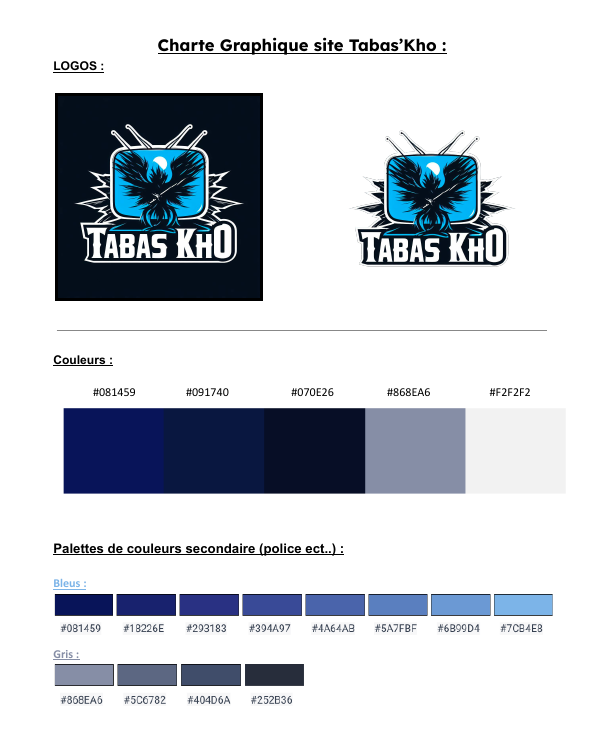 Charte Graphique site Tabas'Kho :
LOGOS :
TABAS KHO
TABAS KHO
Couleurs :
#081459 #091740 #070E26 #868EA6 #F2F2F2
Palettes de couleurs secondaire (police ect..) :
Bleus :
#081459 #18226E #293183 #394A97 #4A64AB #5A7FBF #6B99D4 #7CB4E8
Gris :
#868EA6 #5C6782 #404D6A #252B36